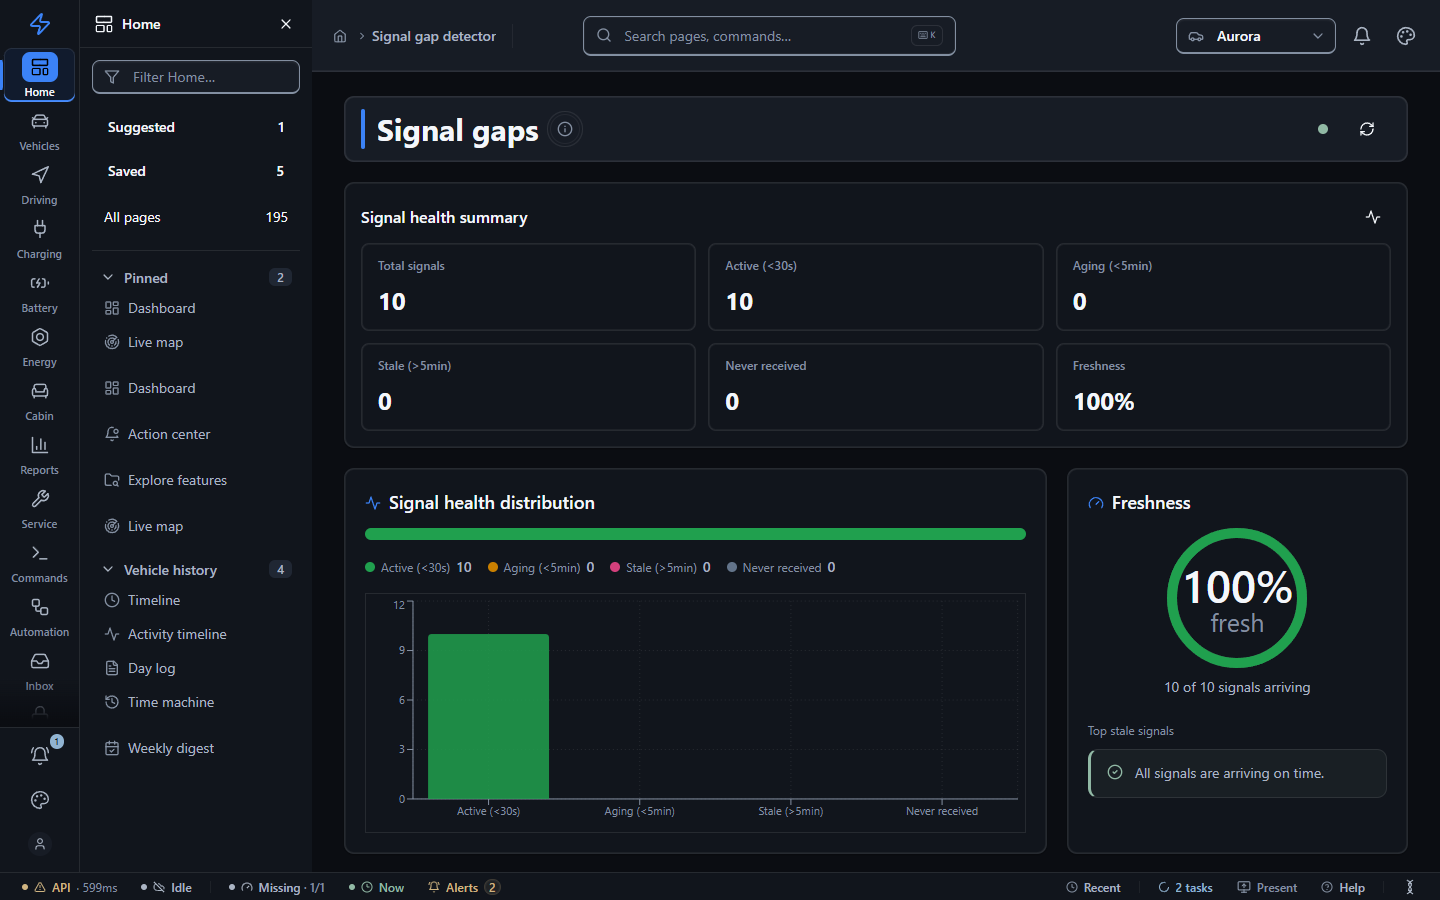 Home
Signal gap detector
Search pages, commands...
K
Aurora
Home
Vehicles
Driving
Charging
Battery
Energy
Cabin
Reports
Service
Commands
Automation
Inbox
1
Filter Home...
Suggested 1
Saved 5
All pages 195
Pinned 2
Dashboard
Live map
Dashboard
Action center
Explore features
Live map
Vehicle history 4
Timeline
Activity timeline
Day log
Time machine
Weekly digest
Signal gaps
Signal health summary
Total signals
10
Active (<30s)
10
Aging (<5min)
0
Stale (>5min)
0
Never received
0
Freshness
100%
Signal health distribution
Active (<30s) 10 Aging (<5min) 0 Stale (>5min) 0 Never received 0
12
9
6
3
0
Active (<30s) Aging (<5min) Stale (>5min) Never received
Freshness
100%
fresh
10 of 10 signals arriving
Top stale signals
All signals are arriving on time.
API · 599ms Idle Missing · 1/1 Now Alerts 2 Recent 2 tasks Present Help